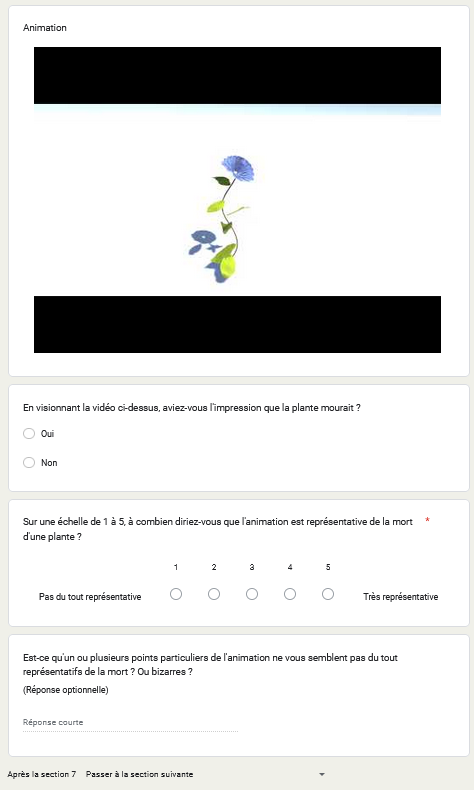 Animation
En visionnant la vidéo ci-dessus, aviez-vous l'impression que la plante mourait ?
Oui
Non
Sur une échelle de 1 à 5, à combien diriez-vous que l'animation est représentative de la mort *
d'une plante ?
1 2 3 4 5
Pas du tout représentative Très représentative
Est-ce qu'un ou plusieurs points particuliers de l'animation ne vous semblent pas du tout
représentatifs de la mort ? Ou bizarres ?
(Réponse optionnelle)
Réponse courte
Après la section 7 Passer à la section suivante